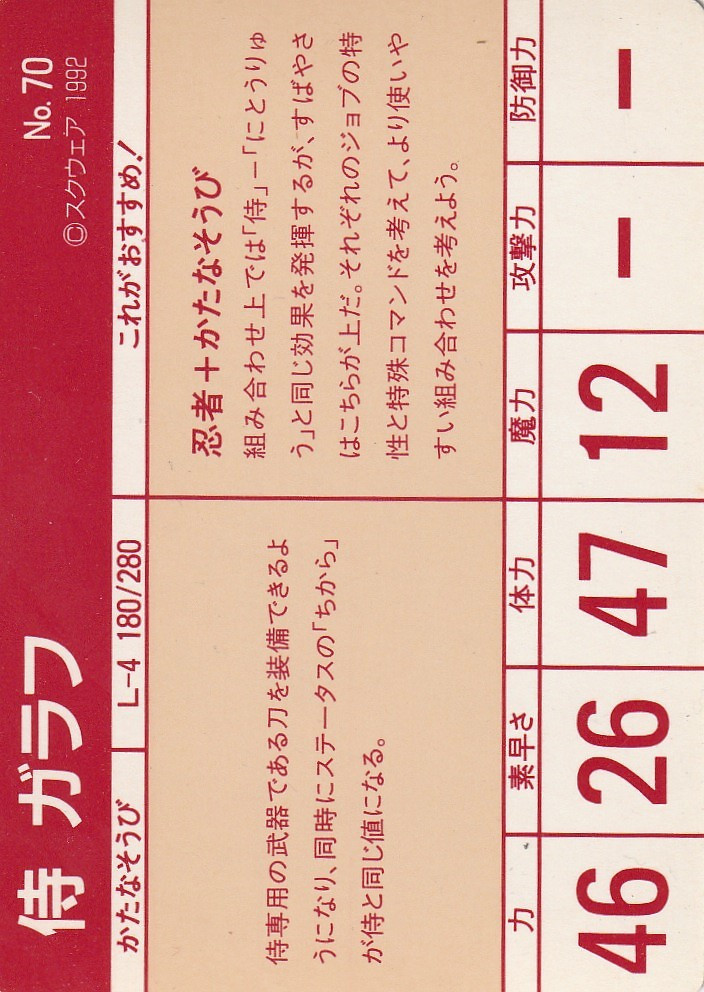 侍 ガラフ
No. 70
©スクウェア 1992
かたなそうび
L-4 180/280
これがおすすめ!
侍専用の武器である刀を装備できるよ
うになり、同時にステータスの「ちから」
が侍と同じ値になる。
忍者+かたなそうび
組み合わせ上では「侍」−「にとうりゅ
う」と同じ効果を発揮するが、すばやさ
はこちらが上だ。それぞれのジョブの特
性と特殊コマンドを考えて、より使いや
すい組み合わせを考えよう。
力 素早さ 体力 魔力 攻撃力 防御力
46 26 47 12 − −